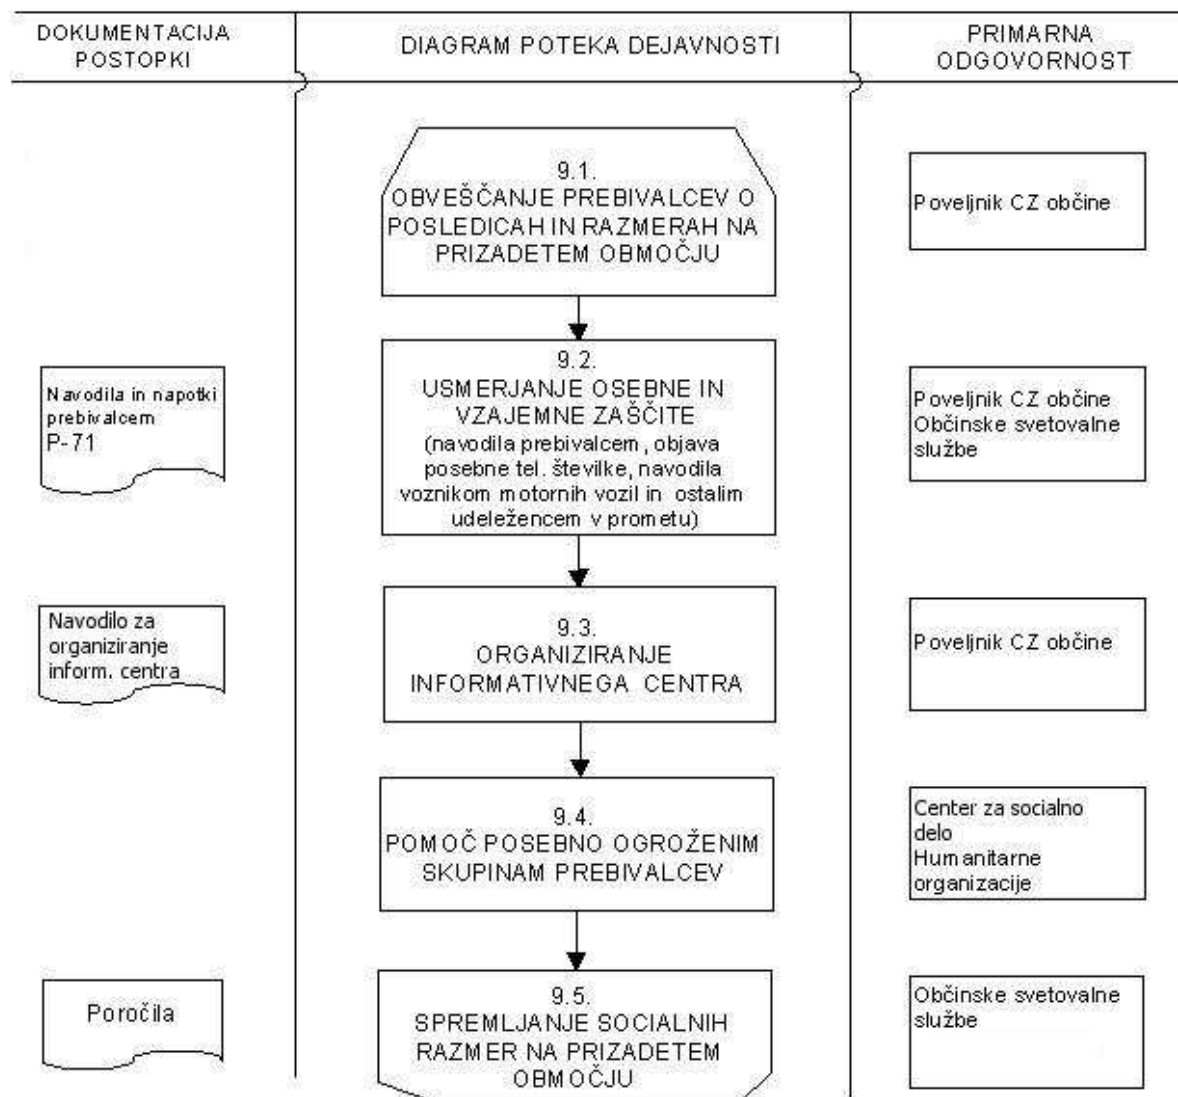 DOKUMENTACIJA
POSTOPKI
DIAGRAM POTEKA DEJAVNOSTI
PRIMARNA
ODGOVORNOST
9.1.
OBVEŠČANJE PREBIVALCEV O
POSLEDICAH IN RAZMERAH NA
PRIZADETEM OBMOČJU
Poveljnik CZ občine
Navodila in napotki
prebivalcem
P-71
9.2.
USMERJANJE OSEBNE IN
VZAJEMNE ZAŠČITE
(navodila prebivalcem, objava
posebne tel. številke, navodila
voznikom motornih vozil in ostalim
udeležencem v prometu)
Poveljnik CZ občine
Občinske svetovalne
službe
Navodilo za
organiziranje
inform. centra
9.3.
ORGANIZIRANJE
INFORMATIVNEGA CENTRA
Poveljnik CZ občine
9.4.
POMOČ POSEBNO OGROŽENIM
SKUPINAM PREBIVALCEV
Center za socialno
delo
Humanitarne
organizacije
Poročila
9.5.
SPREMLJANJE SOCIALNIH
RAZMER NA PRIZADETEM
OBMOČJU
Občinske svetovalne
službe